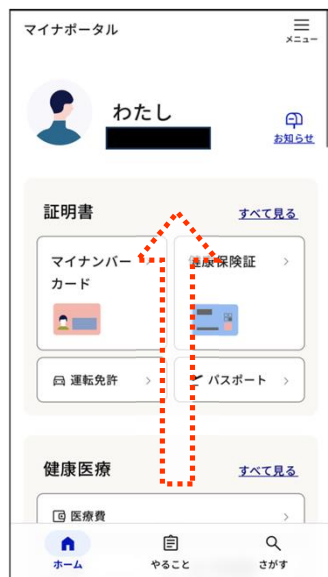 マイナポータル
メニュー
わたし
お知らせ
証明書
すべて見る
マイナンバー
カード
健康保険証
運転免許
パスポート
健康医療
すべて見る
医療費
ホーム
やること
さがす